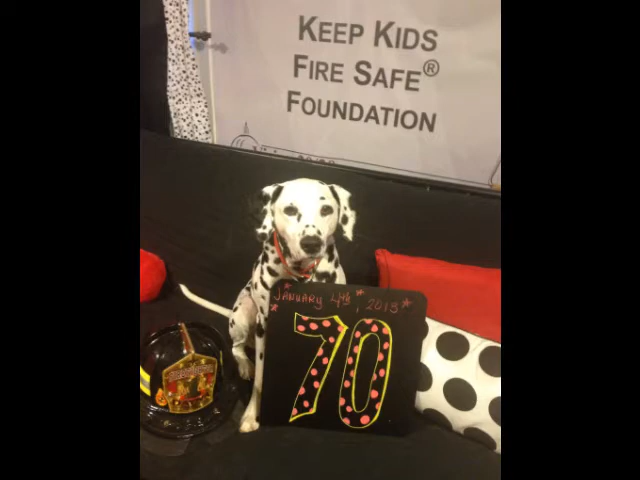 KEEP KIDS
FIRE SAFE®
FOUNDATION
JANUARY 4th, 2013
70